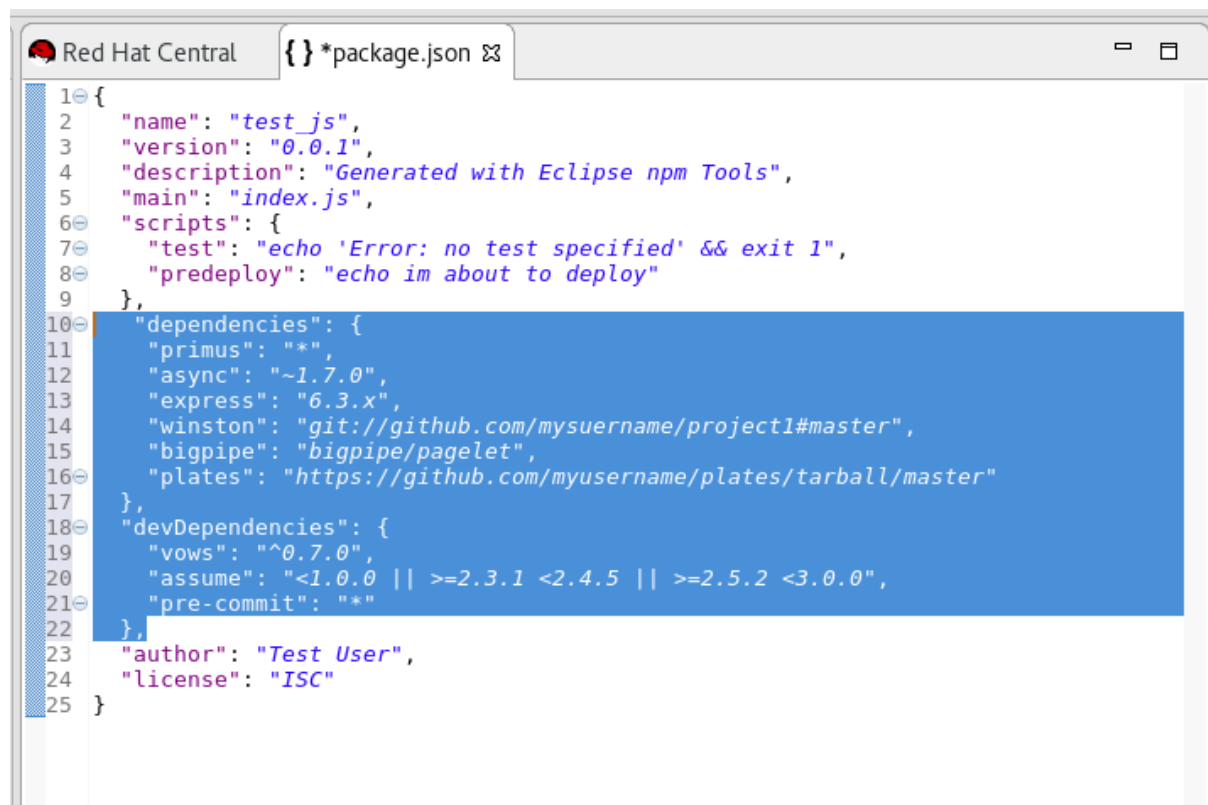 Red Hat Central
{ } *package.json
1 {
2 "name": "test_js",
3 "version": "0.0.1",
4 "description": "Generated with Eclipse npm Tools",
5 "main": "index.js",
6 "scripts": {
7 "test": "echo 'Error: no test specified' && exit 1",
8 "predeploy": "echo im about to deploy"
9 },
10 "dependencies": {
11 "primus": "*",
12 "async": "~1.7.0",
13 "express": "6.3.x",
14 "winston": "git://github.com/mysuername/project1#master",
15 "bigpipe": "bigpipe/pagelet",
16 "plates": "https://github.com/myusername/plates/tarball/master"
17 },
18 "devDependencies": {
19 "vows": "^0.7.0",
20 "assume": "<1.0.0 || >=2.3.1 <2.4.5 || >=2.5.2 <3.0.0",
21 "pre-commit": "*"
22 },
23 "author": "Test User",
24 "license": "ISC"
25 }